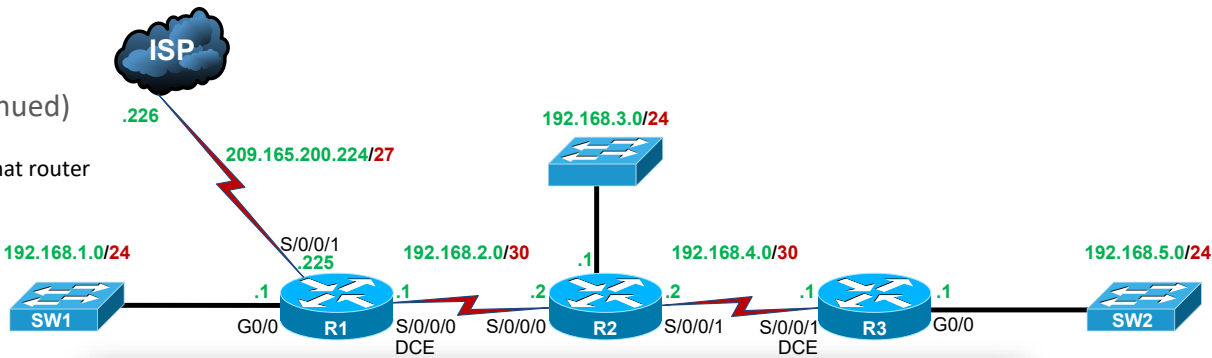 ISP
nued)
.226
192.168.3.0/24
209.165.200.224/27
nat router
192.168.1.0/24
S/0/0/1
.225
192.168.2.0/30
.1
192.168.4.0/30
192.168.5.0/24
.1
.1
.2
.2
.1
.1
SW1
G0/0
R1
S/0/0/0
DCE
S/0/0/0
R2
S/0/0/1
S/0/0/1
DCE
R3
G0/0
SW2